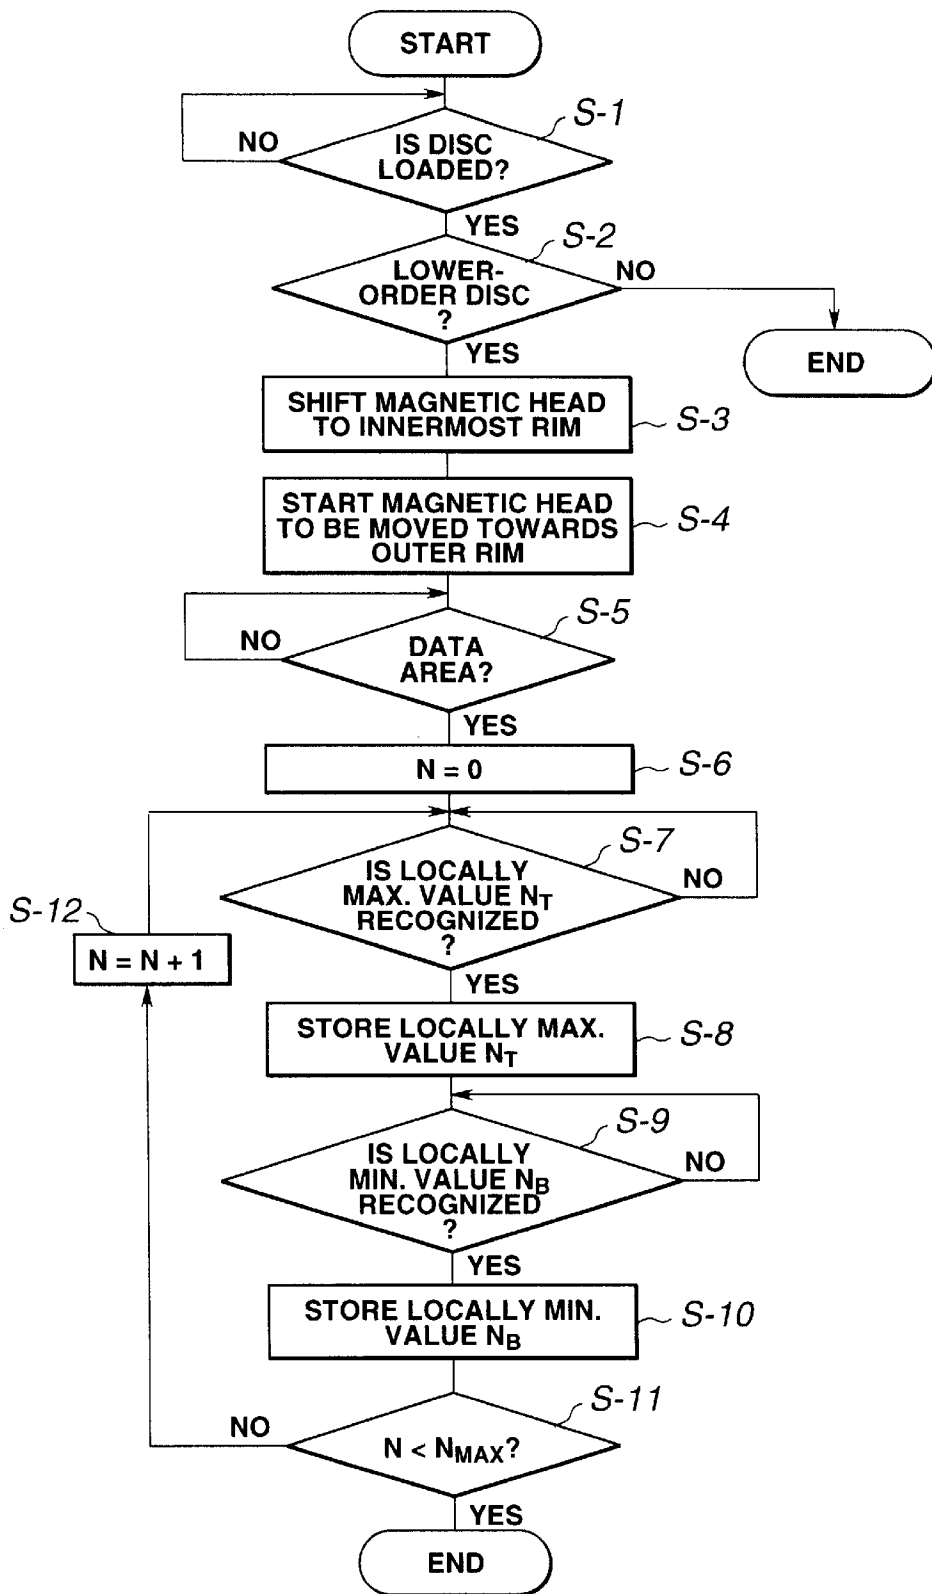 START
S-1
NO
IS DISC
LOADED?
YES
S-2
LOWER-
ORDER DISC
?
NO
YES
END
SHIFT MAGNETIC HEAD
TO INNERMOST RIM
S-3
START MAGNETIC HEAD
TO BE MOVED TOWARDS
OUTER RIM
S-4
S-5
NO
DATA
AREA?
YES
N = 0
S-6
S-7
IS LOCALLY
MAX. VALUE NT
RECOGNIZED
?
NO
S-12
N = N + 1
YES
STORE LOCALLY MAX.
VALUE NT
S-8
S-9
IS LOCALLY
MIN. VALUE NB
RECOGNIZED
?
NO
YES
STORE LOCALLY MIN.
VALUE NB
S-10
S-11
NO
N < NMAX?
YES
END